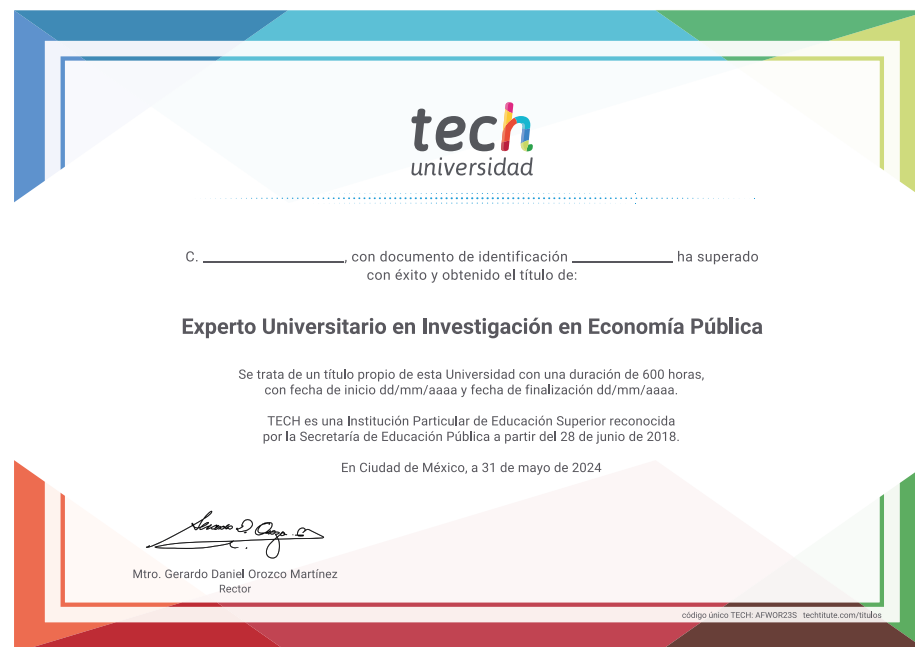 tech
universidad
C. ____________, con documento de identificación ____________ ha superado
con éxito y obtenido el título de:
Experto Universitario en Investigación en Economía Pública
Se trata de un título propio de esta Universidad con una duración de 600 horas,
con fecha de inicio dd/mm/aaaa y fecha de finalización dd/mm/aaaa.
TECH es una Institución Particular de Educación Superior reconocida
por la Secretaría de Educación Pública a partir del 28 de junio de 2018.
En Ciudad de México, a 31 de mayo de 2024
Mtro. Gerardo Daniel Orozco Martínez
Rector
código único TECH: AFWOR23S techtitute.com/titulos